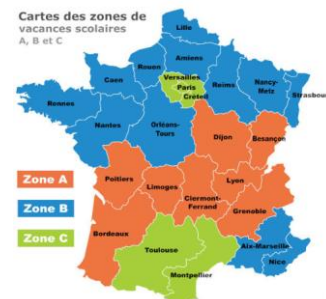 Cartes des zones de
vacances scolaires
A, B et C
Lille
Amiens
Rouen
Caen
Versailles
Paris
Créteil
Reims
Nancy-
Metz
Strasbourg
Rennes
Nantes
Orléans-
Tours
Dijon
Besançon
Zone A
Zone B
Zone C
Poitiers
Limoges
Clermont-
Ferrand
Lyon
Grenoble
Bordeaux
Toulouse
Montpellier
Aix-Marseille
Nice